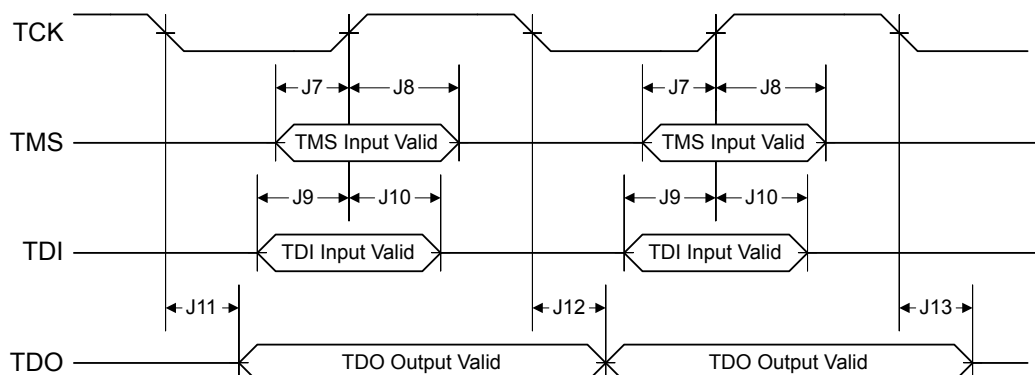 TCK
J7 J8 J7 J8
TMS TMS Input Valid TMS Input Valid
J9 J10 J9 J10
TDI TDI Input Valid TDI Input Valid
J11 J12 J13
TDO TDO Output Valid TDO Output Valid